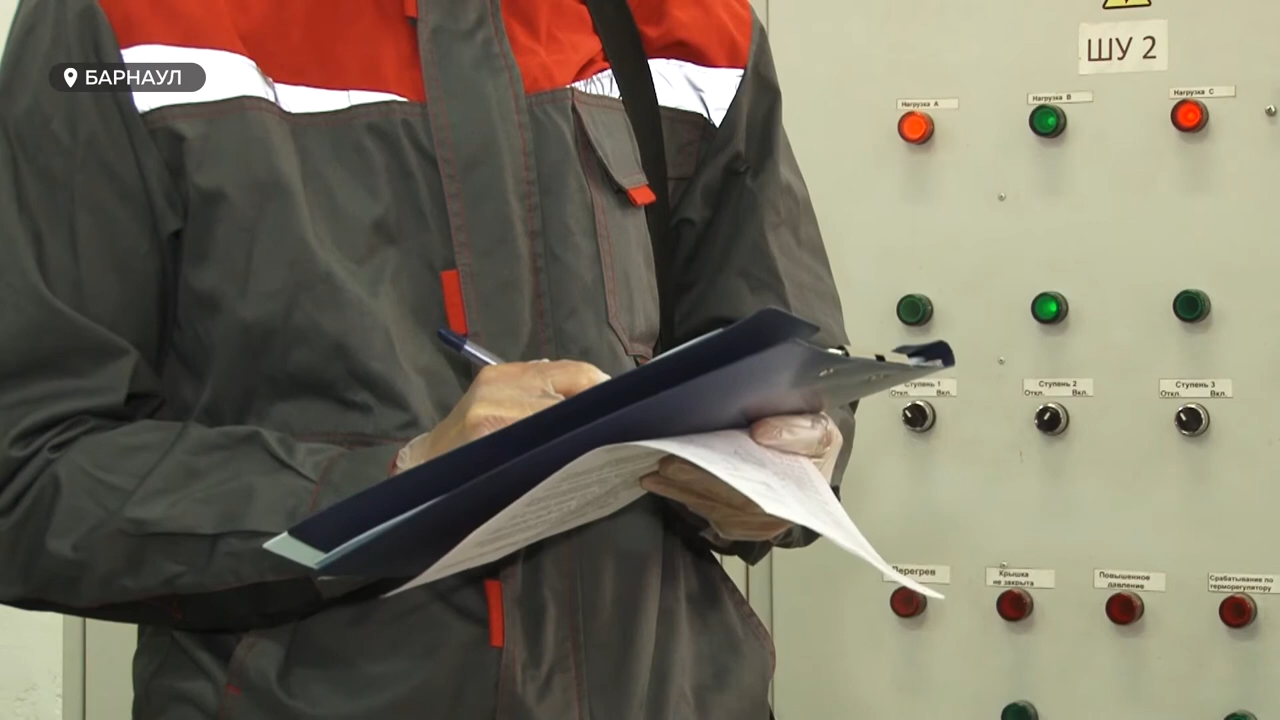 БАРНАУЛ
ШУ 2
Нагрузка А
Нагрузка В
Нагрузка С
Ступень 1
Откл. Вкл.
Ступень 2
Откл. Вкл.
Ступень 3
Откл. Вкл.
Перегрев
Крышка
не закрыта
Повышенное
давление
Срабатывание по
терморегулятору